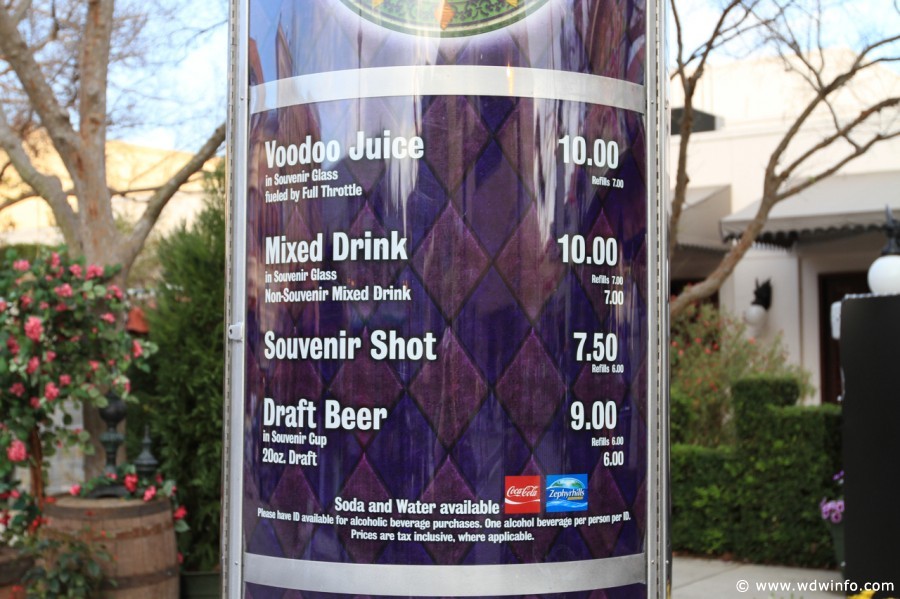 Voodoo Juice 10.00
in Souvenir Glass Refills 7.00
fueled by Full Throttle
Mixed Drink 10.00
in Souvenir Glass Refills 7.00
Non-Souvenir Mixed Drink 7.00
Souvenir Shot 7.50
Refills 6.00
Draft Beer 9.00
in Souvenir Cup Refills 6.00
20oz. Draft 6.00
Soda and Water available Coca-Cola Zephyrhills
Please have ID available for alcoholic beverage purchases. One alcohol beverage per person per ID.
Prices are tax inclusive, where applicable.
© www.wdwinfo.com